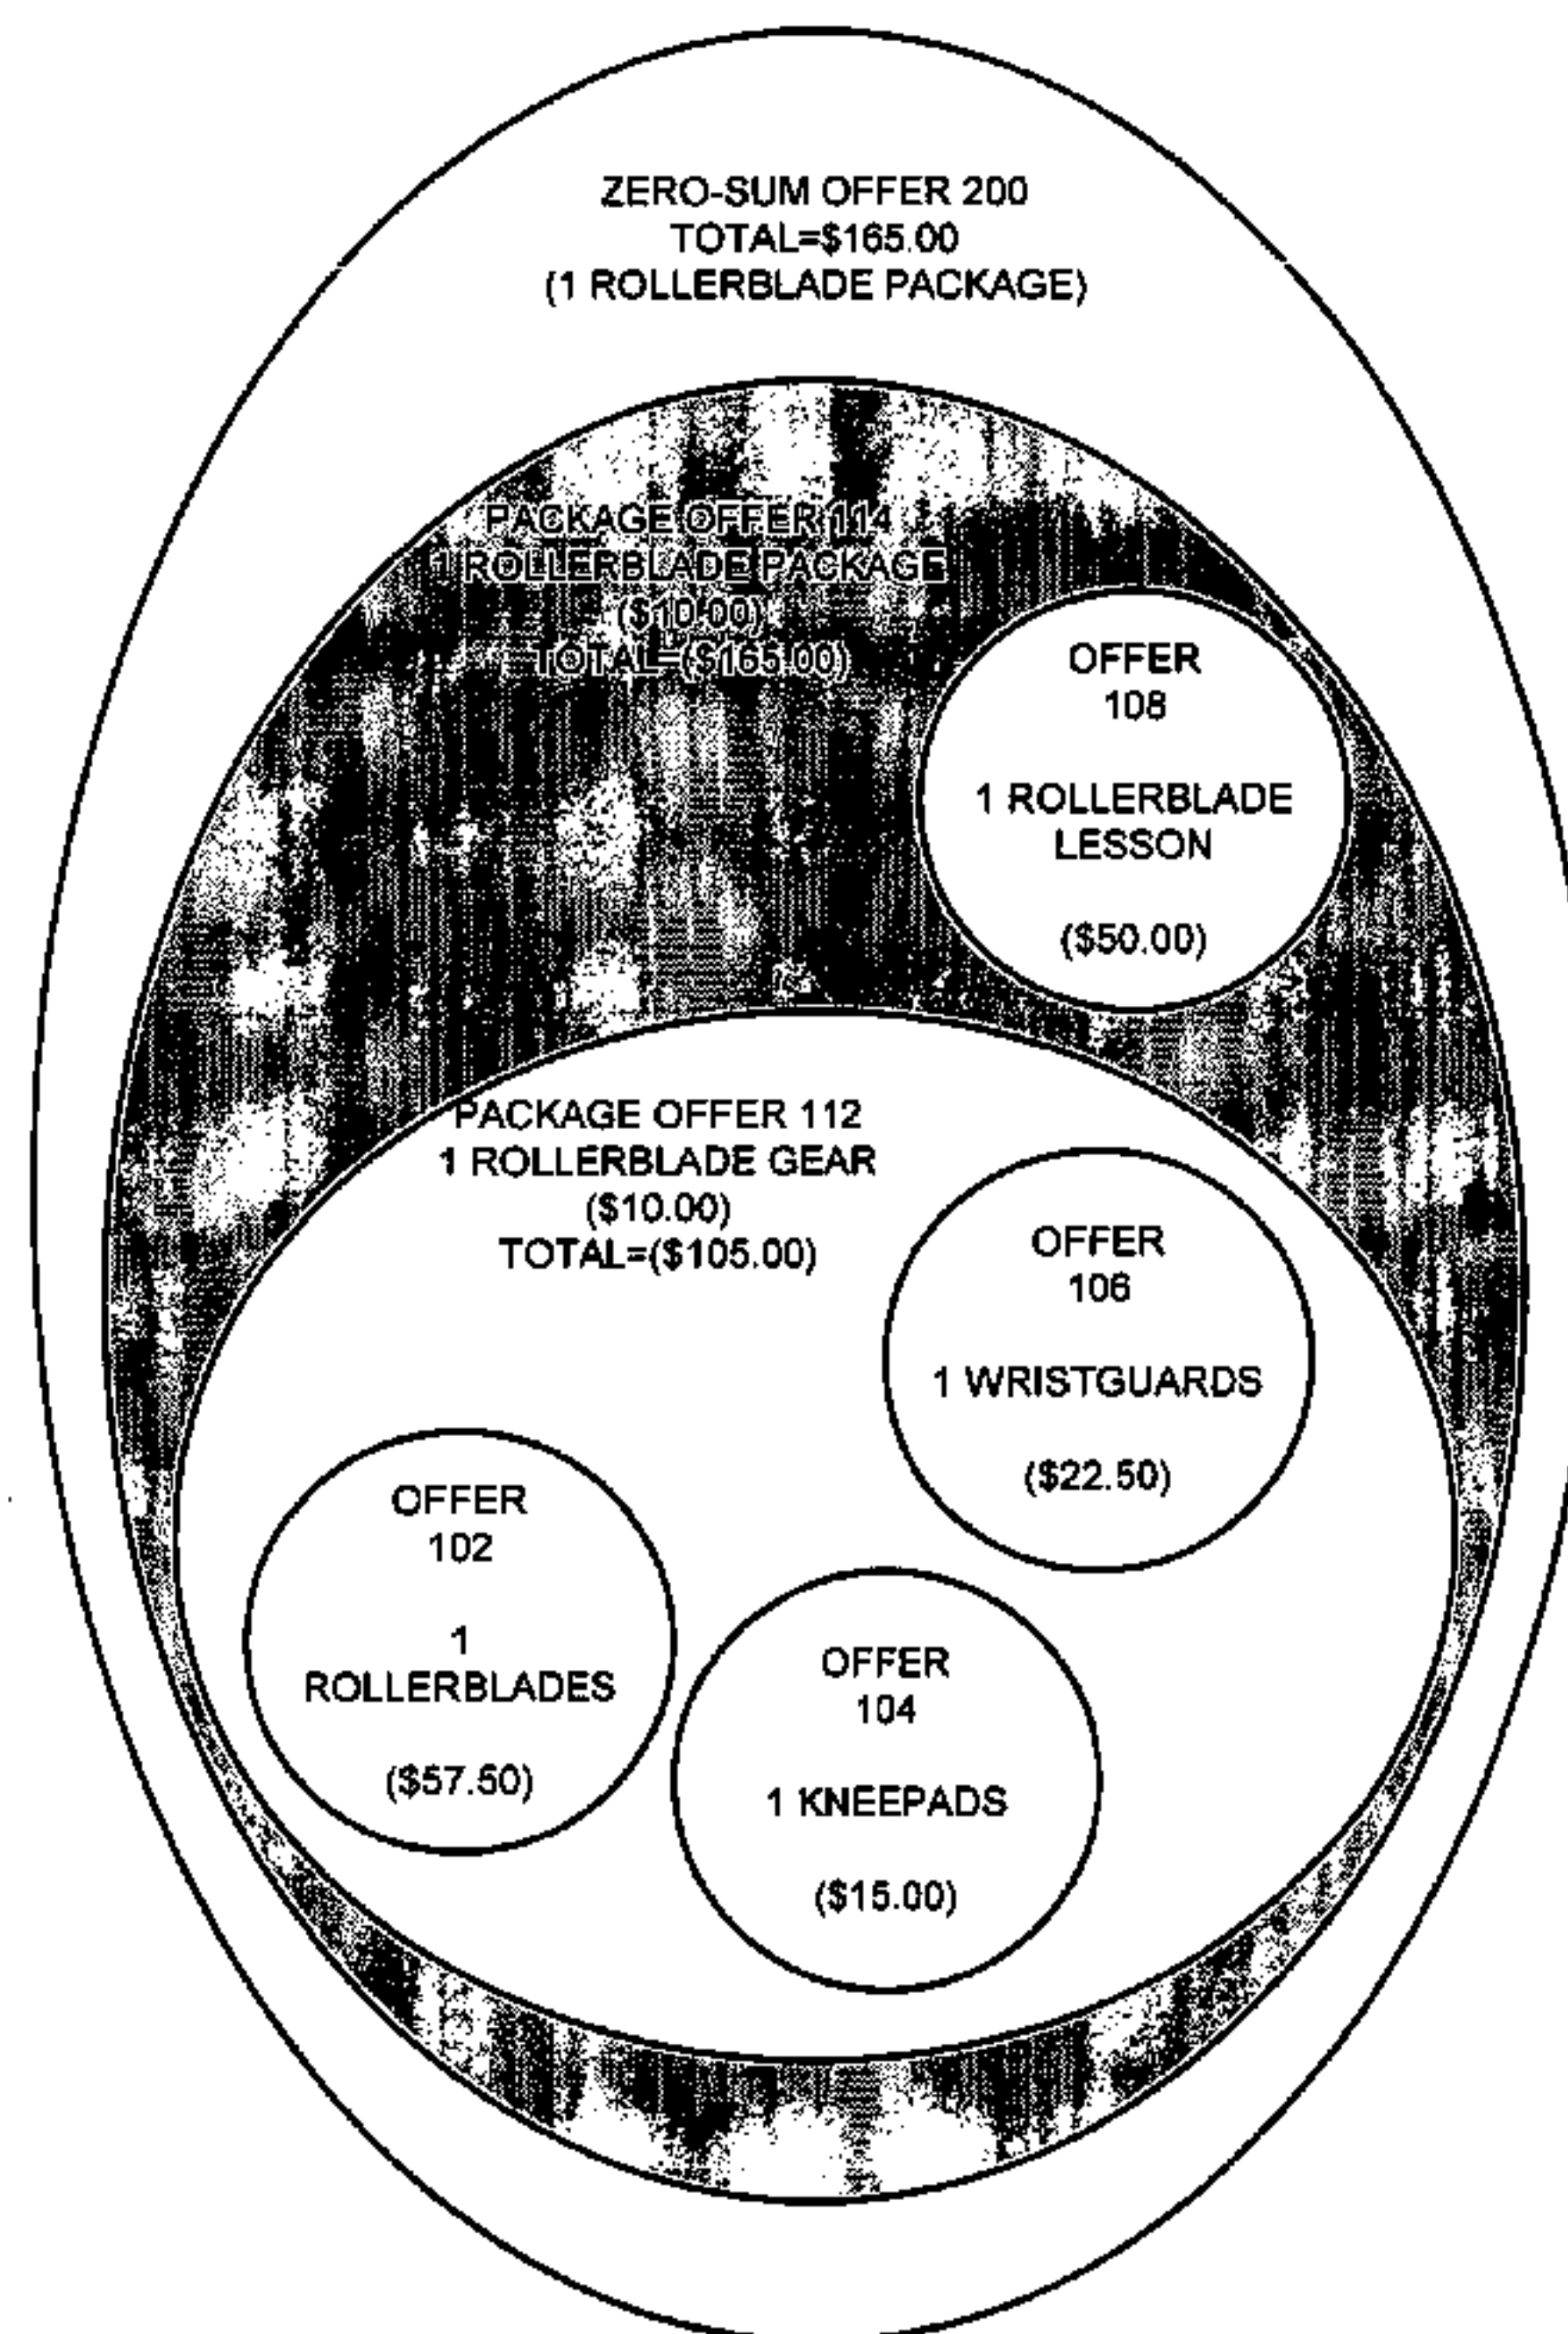 ZERO-SUM OFFER 200
TOTAL=$165.00
(1 ROLLERBLADE PACKAGE)
PACKAGE OFFER 114
1 ROLLERBLADE PACKAGE
($10.00)
TOTAL=($165.00)
OFFER
108
1 ROLLERBLADE
LESSON
($50.00)
PACKAGE OFFER 112
1 ROLLERBLADE GEAR
($10.00)
TOTAL=($105.00)
OFFER
106
1 WRISTGUARDS
($22.50)
OFFER
102
1
ROLLERBLADES
($57.50)
OFFER
104
1 KNEEPADS
($15.00)